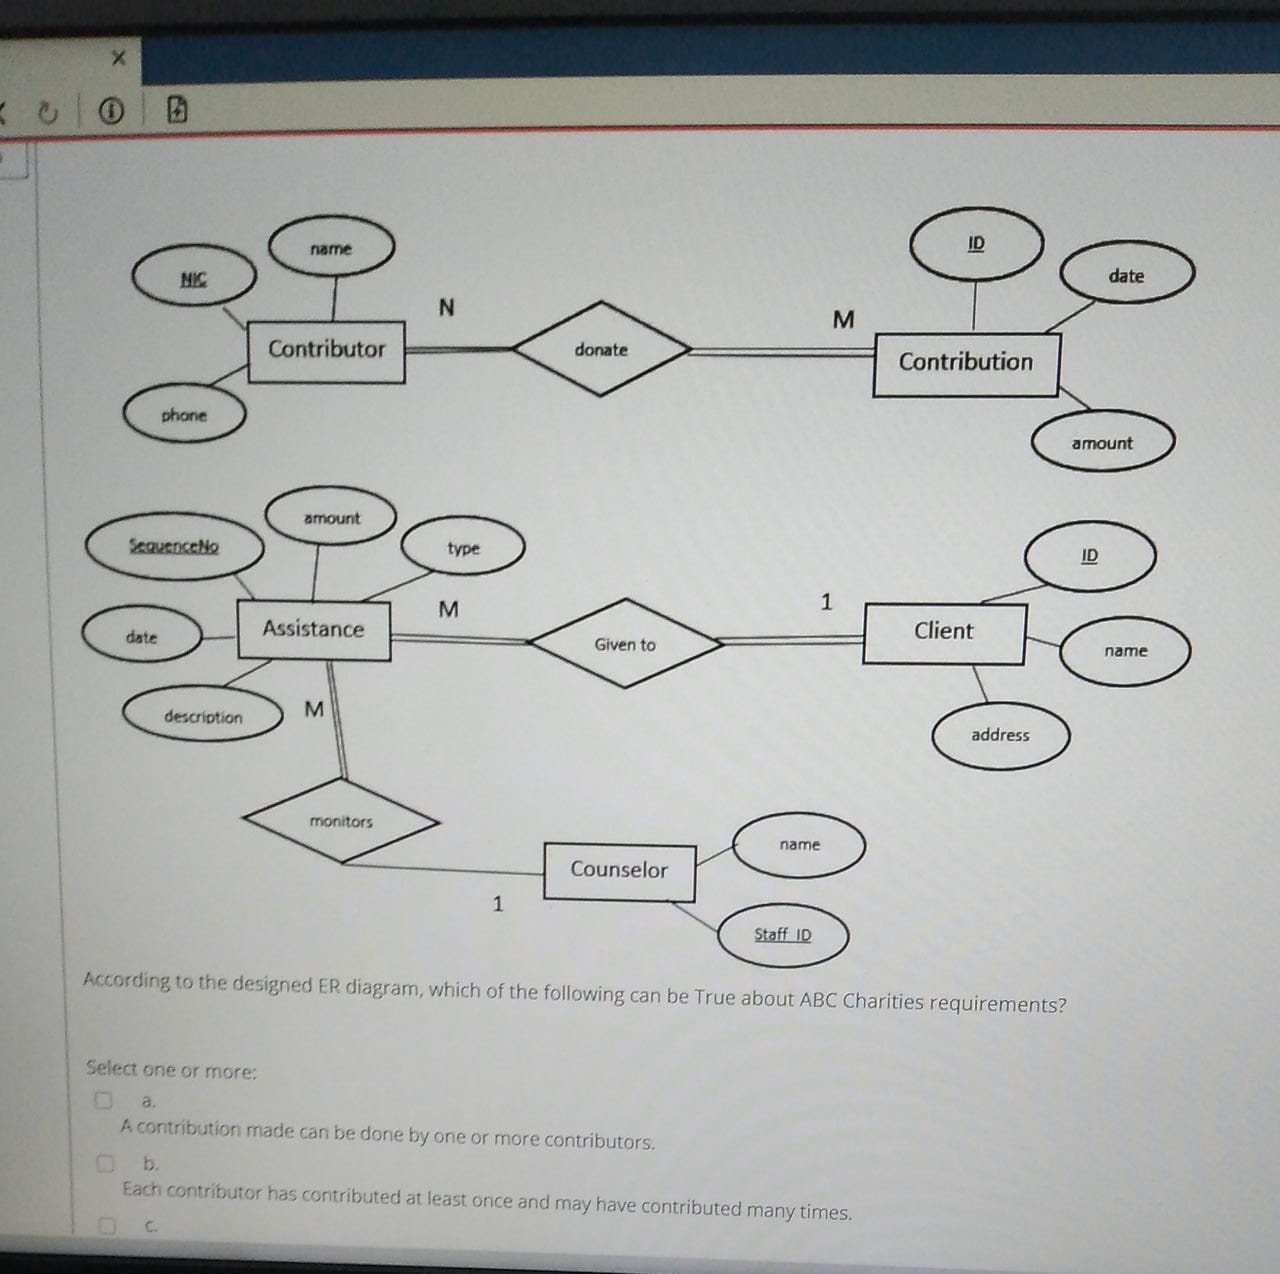 name
NIC
N
ID
date
M
Contributor
donate
Contribution
phone
amount
amount
SequenceNo
type
ID
M
1
Assistance
Client
date
Given to
name
description
M
address
monitors
name
Counselor
1
Staff_ID
According to the designed ER diagram, which of the following can be True about ABC Charities requirements?
Select one or more:
a.
A contribution made can be done by one or more contributors.
b.
Each contributor has contributed at least once and may have contributed many times.
c.